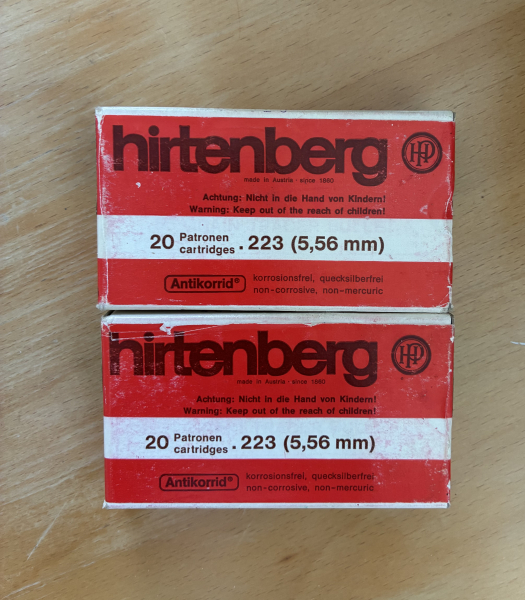 hirtenberg HP
made in Austria · since 1860
Achtung: Nicht in die Hand von Kindern!
Warning: Keep out of the reach of children!
20 Patronen cartridges .223 (5,56 mm)
Antikorrid® korrosionsfrei, quecksilberfrei
non-corrosive, non-mercuric
hirtenberg HP
made in Austria · since 1860
Achtung: Nicht in die Hand von Kindern!
Warning: Keep out of the reach of children!
20 Patronen cartridges .223 (5,56 mm)
Antikorrid® korrosionsfrei, quecksilberfrei
non-corrosive, non-mercuric